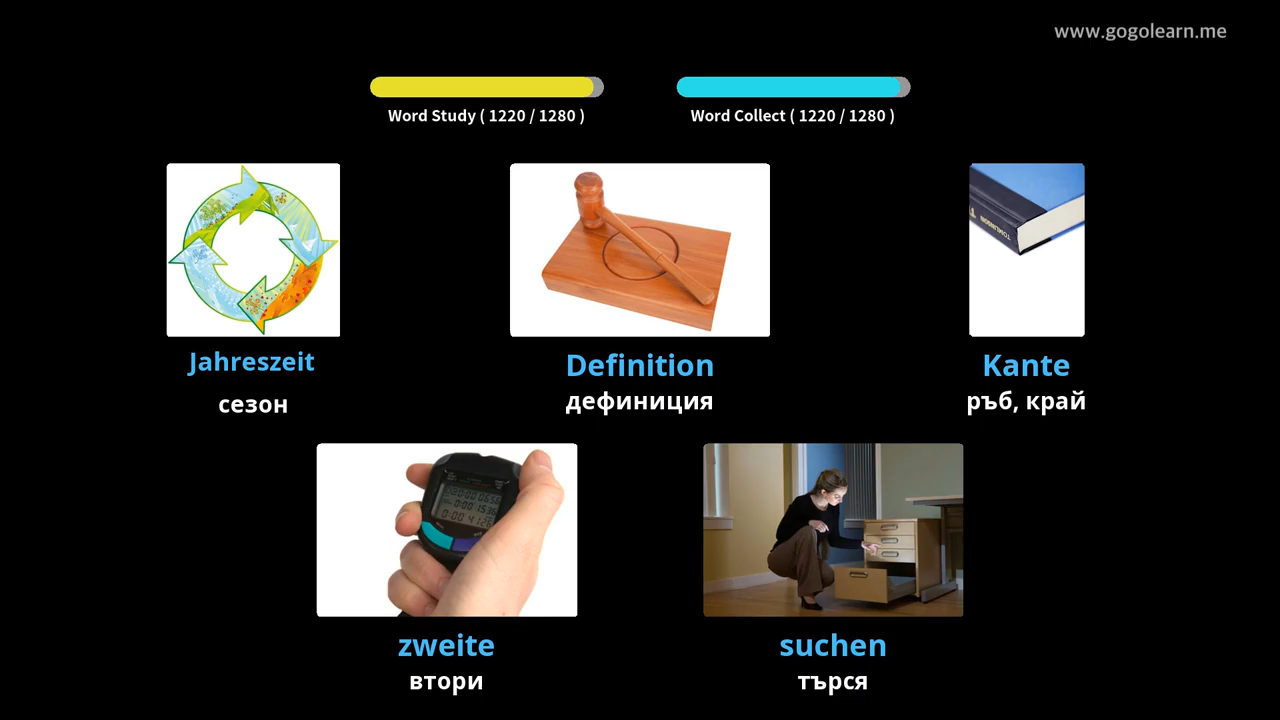 www.gogolearn.me
Word Study ( 1220 / 1280 )
Word Collect ( 1220 / 1280 )
TOMLINSON
Jahreszeit
сезон
Definition
дефиниция
Kante
ръб, край
zweite
втори
suchen
търся